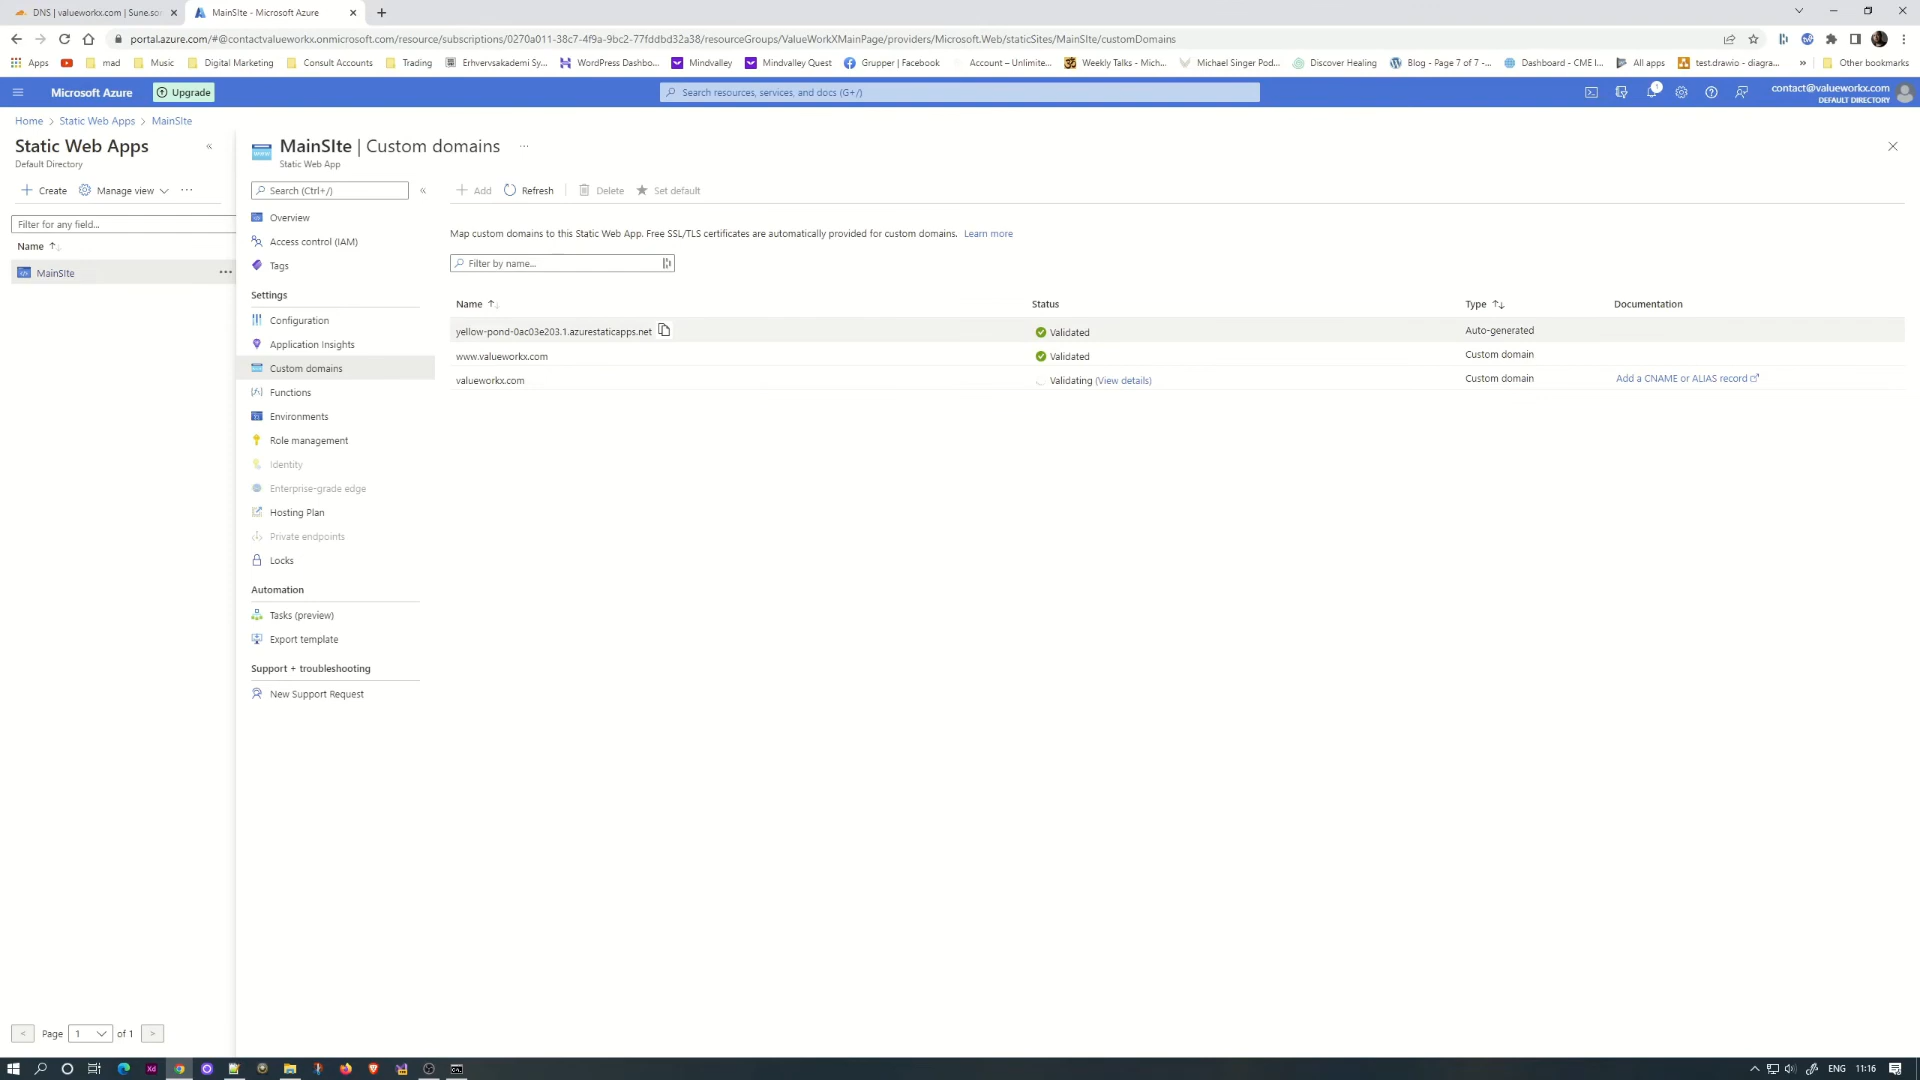 DNS | valueworkx.com | Sune.sor
MainSIte - Microsoft Azure
portal.azure.com/#@contactvalueworkx.onmicrosoft.com/resource/subscriptions/0270a011-38c7-4f9a-9bc2-77fddbd32a38/resourceGroups/ValueWorkXMainPage/providers/Microsoft.Web/staticSites/MainSIte/customDomains
Apps mad Music Digital Marketing Consult Accounts Trading Erhvervsakademi Sy... WordPress Dashbo... Mindvalley Mindvalley Quest Grupper | Facebook Account – Unlimite... Weekly Talks - Mich... Michael Singer Pod... Discover Healing Blog - Page 7 of 7 -... Dashboard - CME I... All apps test.drawio - diagra... » Other bookmarks
Microsoft Azure
Upgrade
Search resources, services, and docs (G+/)
1
contact@valueworkx.com
DEFAULT DIRECTORY
Home > Static Web Apps > MainSIte
Static Web Apps
Default Directory
Create
Manage view
Filter for any field...
Name
MainSIte
MainSIte | Custom domains
Static Web App
Search (Ctrl+/)
Overview
Access control (IAM)
Tags
Settings
Configuration
Application Insights
Custom domains
Functions
Environments
Role management
Identity
Enterprise-grade edge
Hosting Plan
Private endpoints
Locks
Automation
Tasks (preview)
Export template
Support + troubleshooting
New Support Request
Add Refresh Delete Set default
Map custom domains to this Static Web App. Free SSL/TLS certificates are automatically provided for custom domains. Learn more
Filter by name...
Name Status Type Documentation
yellow-pond-0ac03e203.1.azurestaticapps.net Validated Auto-generated
www.valueworkx.com Validated Custom domain
valueworkx.com Validating (View details) Custom domain Add a CNAME or ALIAS record
< Page 1 of 1 >
Xd
ENG 11:16